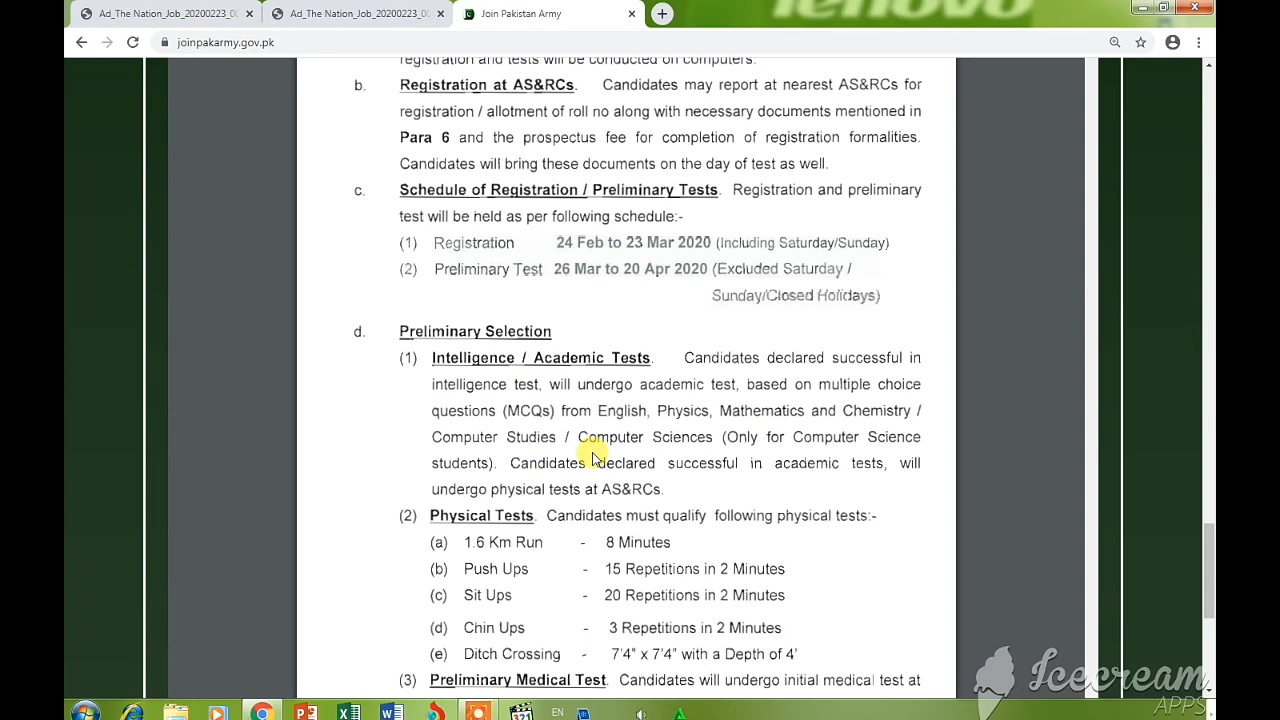 lenovo
Ad_The Nation_Job_20200223_0
Ad_The Nation_Job_20200223_0
Join Pakistan Army
joinpakarmy.gov.pk
registration and tests will be conducted on computers.
b. Registration at AS&RCs. Candidates may report at nearest AS&RCs for
registration / allotment of roll no along with necessary documents mentioned in
Para 6 and the prospectus fee for completion of registration formalities.
Candidates will bring these documents on the day of test as well.
c. Schedule of Registration / Preliminary Tests. Registration and preliminary
test will be held as per following schedule:-
(1) Registration 24 Feb to 23 Mar 2020 (Including Saturday/Sunday)
(2) Preliminary Test 26 Mar to 20 Apr 2020 (Excluded Saturday /
Sunday/Closed Holidays)
d. Preliminary Selection
(1) Intelligence / Academic Tests. Candidates declared successful in
intelligence test, will undergo academic test, based on multiple choice
questions (MCQs) from English, Physics, Mathematics and Chemistry /
Computer Studies / Computer Sciences (Only for Computer Science
students). Candidates declared successful in academic tests, will
undergo physical tests at AS&RCs.
(2) Physical Tests. Candidates must qualify following physical tests:-
(a) 1.6 Km Run - 8 Minutes
(b) Push Ups - 15 Repetitions in 2 Minutes
(c) Sit Ups - 20 Repetitions in 2 Minutes
(d) Chin Ups - 3 Repetitions in 2 Minutes
(e) Ditch Crossing - 7'4" x 7'4" with a Depth of 4'
(3) Preliminary Medical Test. Candidates will undergo initial medical test at
Icecream
APPS
321
EN